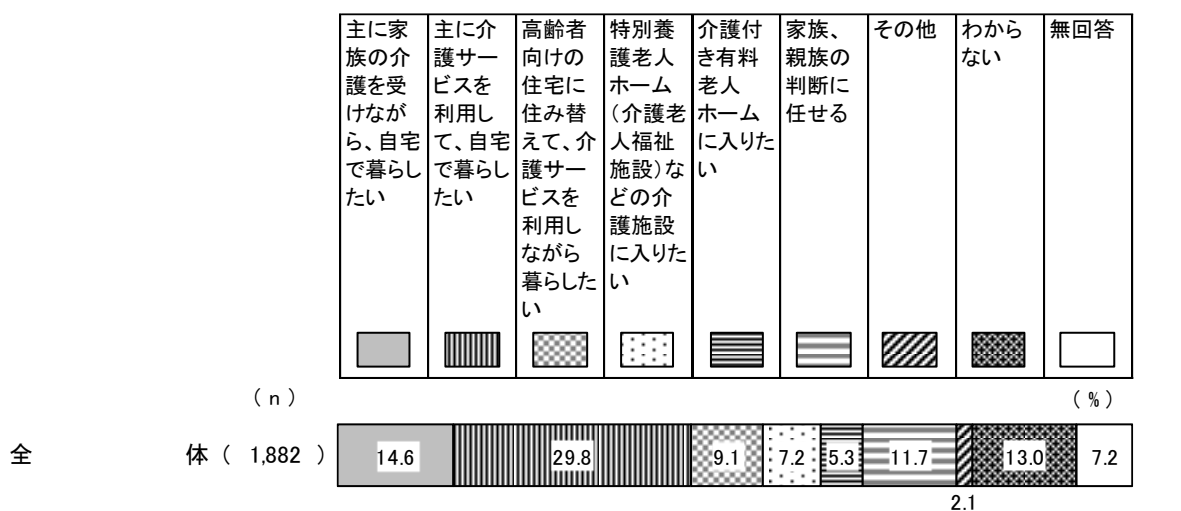 主に家
族の介
護を受
けなが
ら、自宅
で暮らし
たい
主に介
護サー
ビスを
利用し
て、自宅
で暮らし
たい
高齢者
向けの
住宅に
住み替
えて、介
護サー
ビスを
利用し
ながら
暮らした
い
特別養
護老人
ホーム
（介護老
人福祉
施設）な
どの介
護施設
に入りた
い
介護付
き有料
老人
ホーム
に入りた
い
家族、
親族の
判断に
任せる
その他
わから
ない
無回答
（ｎ）
（％）
全 体（ 1,882 ） 14.6 29.8 9.1 7.2 5.3 11.7 13.0 7.2
2.1